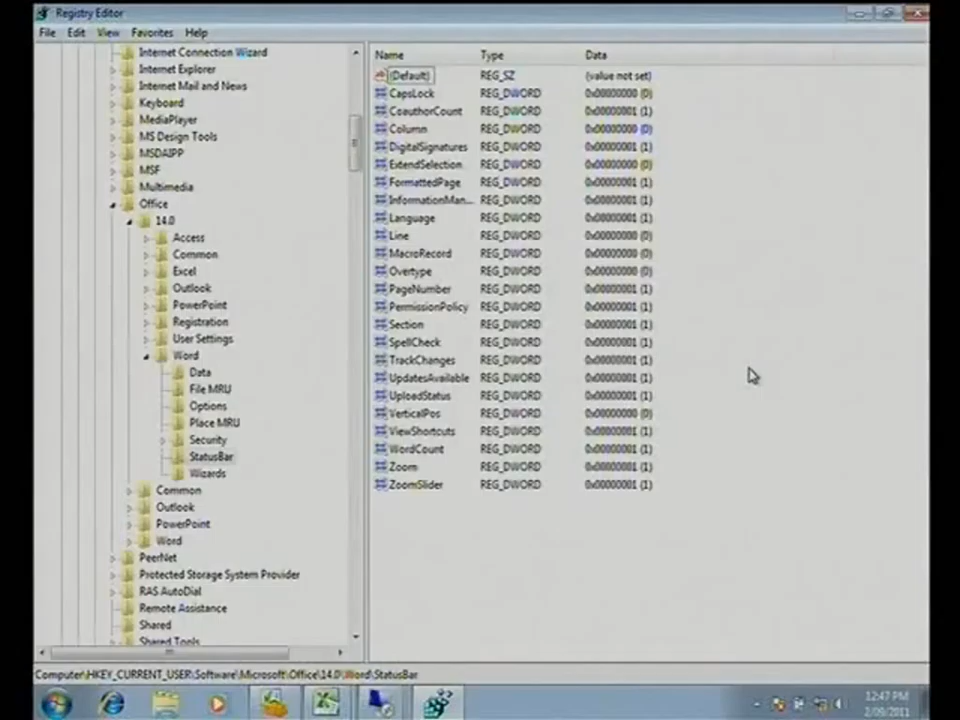 Registry Editor
File Edit View Favorites Help
Internet Connection Wizard
Internet Explorer
Internet Mail and News
Keyboard
MediaPlayer
MS Design Tools
MSDAIPP
MSF
Multimedia
Office
14.0
Access
Common
Excel
Outlook
PowerPoint
Registration
User Settings
Word
Data
File MRU
Options
Place MRU
Security
StatusBar
Wizards
Common
Outlook
PowerPoint
Word
PeerNet
Protected Storage System Provider
RAS AutoDial
Remote Assistance
Shared
Shared Tools
Name Type Data
(Default) REG_SZ (value not set)
CapsLock REG_DWORD 0x00000000 (0)
CoauthorCount REG_DWORD 0x00000001 (1)
Column REG_DWORD 0x00000000 (0)
DigitalSignatures REG_DWORD 0x00000001 (1)
ExtendSelection REG_DWORD 0x00000000 (0)
FormattedPage REG_DWORD 0x00000001 (1)
InformationMan... REG_DWORD 0x00000001 (1)
Language REG_DWORD 0x00000001 (1)
Line REG_DWORD 0x00000000 (0)
MacroRecord REG_DWORD 0x00000000 (0)
Overtype REG_DWORD 0x00000000 (0)
PageNumber REG_DWORD 0x00000001 (1)
PermissionPolicy REG_DWORD 0x00000001 (1)
Section REG_DWORD 0x00000001 (1)
SpellCheck REG_DWORD 0x00000001 (1)
TrackChanges REG_DWORD 0x00000001 (1)
UpdatesAvailable REG_DWORD 0x00000001 (1)
UploadStatus REG_DWORD 0x00000001 (1)
VerticalPos REG_DWORD 0x00000000 (0)
ViewShortcuts REG_DWORD 0x00000001 (1)
WordCount REG_DWORD 0x00000001 (1)
Zoom REG_DWORD 0x00000001 (1)
ZoomSlider REG_DWORD 0x00000001 (1)
Computer\HKEY_CURRENT_USER\Software\Microsoft\Office\14.0\Word\StatusBar
12:47 PM
2/09/2011